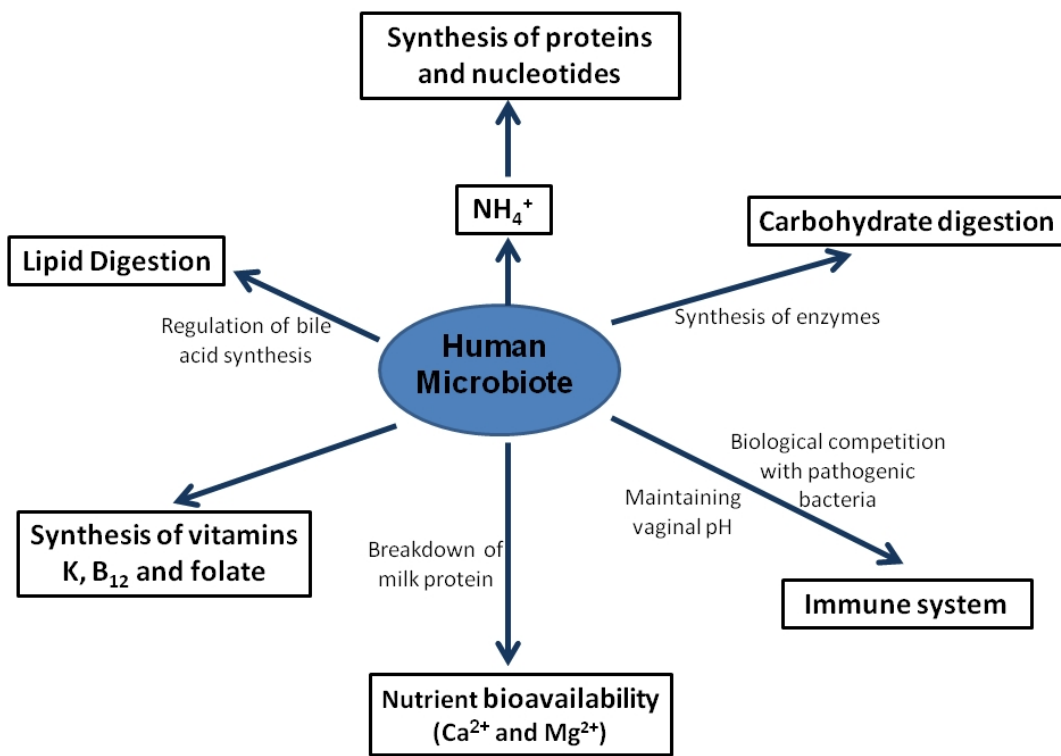 Synthesis of proteins
and nucleotides
NH₄⁺
Carbohydrate digestion
Lipid Digestion
Regulation of bile
acid synthesis
Synthesis of enzymes
Human
Microbiote
Biological competition
with pathogenic
bacteria
Maintaining
vaginal pH
Synthesis of vitamins
K, B₁₂ and folate
Breakdown of
milk protein
Immune system
Nutrient bioavailability
(Ca²⁺ and Mg²⁺)